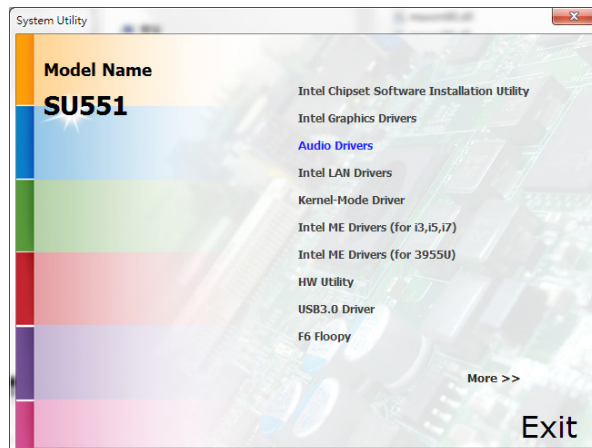 System Utility
Model Name
SU551
Intel Chipset Software Installation Utility
Intel Graphics Drivers
Audio Drivers
Intel LAN Drivers
Kernel-Mode Driver
Intel ME Drivers (for i3,i5,i7)
Intel ME Drivers (for 3955U)
HW Utility
USB3.0 Driver
F6 Floopy
More >>
Exit